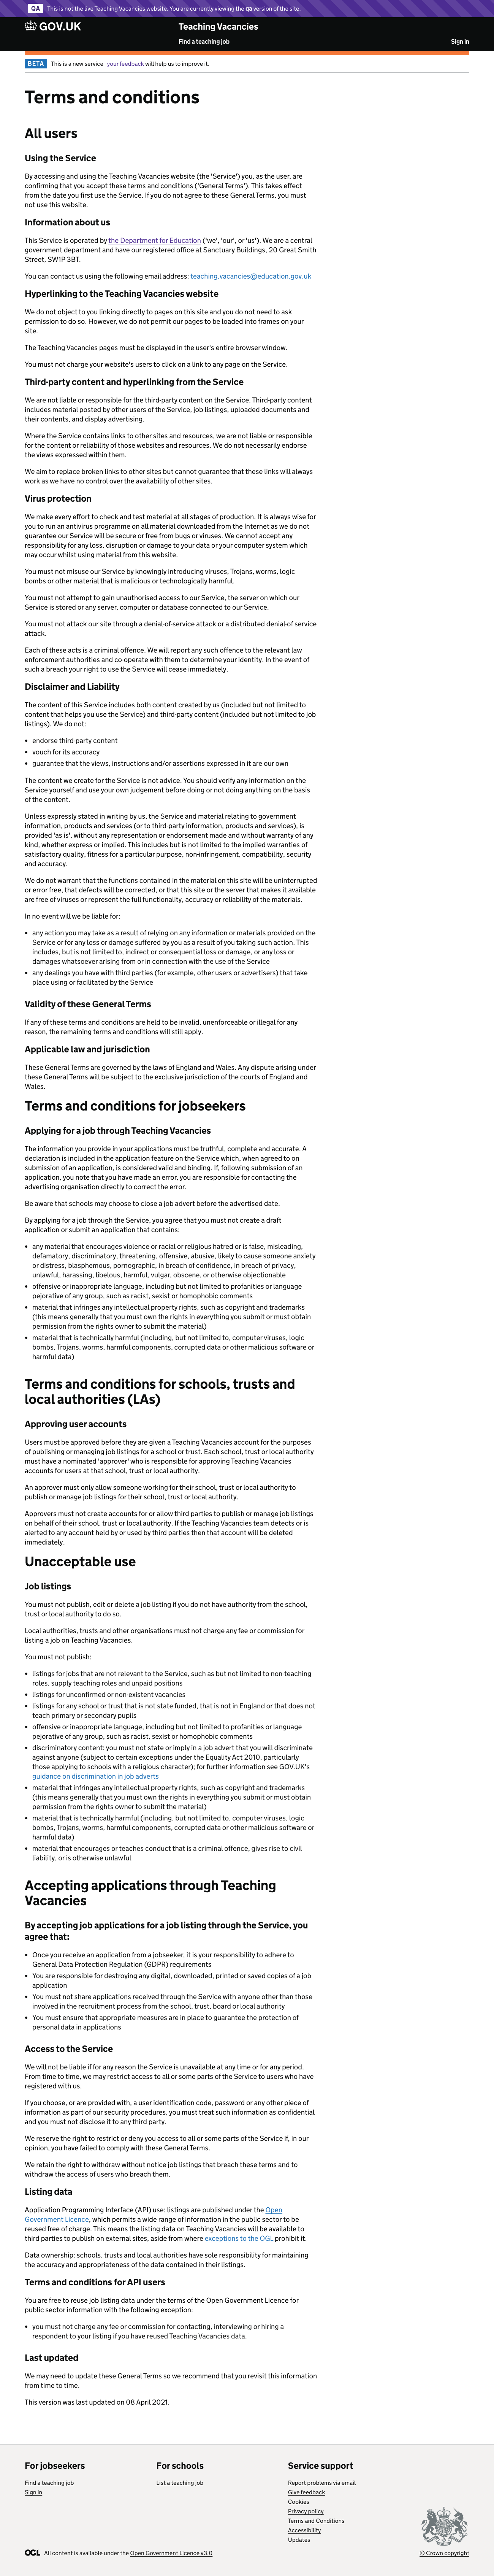 QA This is not the live Teaching Vacancies website. You are currently viewing the qa version of the site.
GOV.UK Teaching Vacancies
Find a teaching job Sign in
BETA This is a new service - your feedback will help us to improve it.
Terms and conditions
All users
Using the Service
By accessing and using the Teaching Vacancies website (the 'Service') you, as the user, are
confirming that you accept these terms and conditions ('General Terms'). This takes effect
from the date you first use the Service. If you do not agree to these General Terms, you must
not use this website.
Information about us
This Service is operated by the Department for Education ('we', 'our', or 'us'). We are a central
government department and have our registered office at Sanctuary Buildings, 20 Great Smith
Street, SW1P 3BT.
You can contact us using the following email address: teaching.vacancies@education.gov.uk
Hyperlinking to the Teaching Vacancies website
We do not object to you linking directly to pages on this site and you do not need to ask
permission to do so. However, we do not permit our pages to be loaded into frames on your
site.
The Teaching Vacancies pages must be displayed in the user's entire browser window.
You must not charge your website's users to click on a link to any page on the Service.
Third-party content and hyperlinking from the Service
We are not liable or responsible for the third-party content on the Service. Third-party content
includes material posted by other users of the Service, job listings, uploaded documents and
their contents, and display advertising.
Where the Service contains links to other sites and resources, we are not liable or responsible
for the content or reliability of those websites and resources. We do not necessarily endorse
the views expressed within them.
We aim to replace broken links to other sites but cannot guarantee that these links will always
work as we have no control over the availability of other sites.
Virus protection
We make every effort to check and test material at all stages of production. It is always wise for
you to run an antivirus programme on all material downloaded from the Internet as we do not
guarantee our Service will be secure or free from bugs or viruses. We cannot accept any
responsibility for any loss, disruption or damage to your data or your computer system which
may occur whilst using material from this website.
You must not misuse our Service by knowingly introducing viruses, Trojans, worms, logic
bombs or other material that is malicious or technologically harmful.
You must not attempt to gain unauthorised access to our Service, the server on which our
Service is stored or any server, computer or database connected to our Service.
You must not attack our site through a denial-of-service attack or a distributed denial-of service
attack.
Each of these acts is a criminal offence. We will report any such offence to the relevant law
enforcement authorities and co-operate with them to determine your identity. In the event of
such a breach your right to use the Service will cease immediately.
Disclaimer and Liability
The content of this Service includes both content created by us (included but not limited to
content that helps you use the Service) and third-party content (included but not limited to job
listings). We do not:
• endorse third-party content
• vouch for its accuracy
• guarantee that the views, instructions and/or assertions expressed in it are our own
The content we create for the Service is not advice. You should verify any information on the
Service yourself and use your own judgement before doing or not doing anything on the basis
of the content.
Unless expressly stated in writing by us, the Service and material relating to government
information, products and services (or to third-party information, products and services), is
provided 'as is', without any representation or endorsement made and without warranty of any
kind, whether express or implied. This includes but is not limited to the implied warranties of
satisfactory quality, fitness for a particular purpose, non-infringement, compatibility, security
and accuracy.
We do not warrant that the functions contained in the material on this site will be uninterrupted
or error free, that defects will be corrected, or that this site or the server that makes it available
are free of viruses or represent the full functionality, accuracy or reliability of the materials.
In no event will we be liable for:
• any action you may take as a result of relying on any information or materials provided on the
Service or for any loss or damage suffered by you as a result of you taking such action. This
includes, but is not limited to, indirect or consequential loss or damage, or any loss or
damages whatsoever arising from or in connection with the use of the Service
• any dealings you have with third parties (for example, other users or advertisers) that take
place using or facilitated by the Service
Validity of these General Terms
If any of these terms and conditions are held to be invalid, unenforceable or illegal for any
reason, the remaining terms and conditions will still apply.
Applicable law and jurisdiction
These General Terms are governed by the laws of England and Wales. Any dispute arising under
these General Terms will be subject to the exclusive jurisdiction of the courts of England and
Wales.
Terms and conditions for jobseekers
Applying for a job through Teaching Vacancies
The information you provide in your applications must be truthful, complete and accurate. A
declaration is included in the application feature on the Service which, when agreed to on
submission of an application, is considered valid and binding. If, following submission of an
application, you note that you have made an error, you are responsible for contacting the
advertising organisation directly to correct the error.
Be aware that schools may choose to close a job advert before the advertised date.
By applying for a job through the Service, you agree that you must not create a draft
application or submit an application that contains:
• any material that encourages violence or racial or religious hatred or is false, misleading,
defamatory, discriminatory, threatening, offensive, abusive, likely to cause someone anxiety
or distress, blasphemous, pornographic, in breach of confidence, in breach of privacy,
unlawful, harassing, libelous, harmful, vulgar, obscene, or otherwise objectionable
• offensive or inappropriate language, including but not limited to profanities or language
pejorative of any group, such as racist, sexist or homophobic comments
• material that infringes any intellectual property rights, such as copyright and trademarks
(this means generally that you must own the rights in everything you submit or must obtain
permission from the rights owner to submit the material)
• material that is technically harmful (including, but not limited to, computer viruses, logic
bombs, Trojans, worms, harmful components, corrupted data or other malicious software or
harmful data)
Terms and conditions for schools, trusts and
local authorities (LAs)
Approving user accounts
Users must be approved before they are given a Teaching Vacancies account for the purposes
of publishing or managing job listings for a school or trust. Each school, trust or local authority
must have a nominated 'approver' who is responsible for approving Teaching Vacancies
accounts for users at that school, trust or local authority.
An approver must only allow someone working for their school, trust or local authority to
publish or manage job listings for their school, trust or local authority.
Approvers must not create accounts for or allow third parties to publish or manage job listings
on behalf of their school, trust or local authority. If the Teaching Vacancies team detects or is
alerted to any account held by or used by third parties then that account will be deleted
immediately.
Unacceptable use
Job listings
You must not publish, edit or delete a job listing if you do not have authority from the school,
trust or local authority to do so.
Local authorities, trusts and other organisations must not charge any fee or commission for
listing a job on Teaching Vacancies.
You must not publish:
• listings for jobs that are not relevant to the Service, such as but not limited to non-teaching
roles, supply teaching roles and unpaid positions
• listings for unconfirmed or non-existent vacancies
• listings for any school or trust that is not state funded, that is not in England or that does not
teach primary or secondary pupils
• offensive or inappropriate language, including but not limited to profanities or language
pejorative of any group, such as racist, sexist or homophobic comments
• discriminatory content: you must not state or imply in a job advert that you will discriminate
against anyone (subject to certain exceptions under the Equality Act 2010, particularly
those applying to schools with a religious character); for further information see GOV.UK's
guidance on discrimination in job adverts
• material that infringes any intellectual property rights, such as copyright and trademarks
(this means generally that you must own the rights in everything you submit or must obtain
permission from the rights owner to submit the material)
• material that is technically harmful (including, but not limited to, computer viruses, logic
bombs, Trojans, worms, harmful components, corrupted data or other malicious software or
harmful data)
• material that encourages or teaches conduct that is a criminal offence, gives rise to civil
liability, or is otherwise unlawful
Accepting applications through Teaching
Vacancies
By accepting job applications for a job listing through the Service, you
agree that:
• Once you receive an application from a jobseeker, it is your responsibility to adhere to
General Data Protection Regulation (GDPR) requirements
• You are responsible for destroying any digital, downloaded, printed or saved copies of a job
application
• You must not share applications received through the Service with anyone other than those
involved in the recruitment process from the school, trust, board or local authority
• You must ensure that appropriate measures are in place to guarantee the protection of
personal data in applications
Access to the Service
We will not be liable if for any reason the Service is unavailable at any time or for any period.
From time to time, we may restrict access to all or some parts of the Service to users who have
registered with us.
If you choose, or are provided with, a user identification code, password or any other piece of
information as part of our security procedures, you must treat such information as confidential
and you must not disclose it to any third party.
We reserve the right to restrict or deny you access to all or some parts of the Service if, in our
opinion, you have failed to comply with these General Terms.
We retain the right to withdraw without notice job listings that breach these terms and to
withdraw the access of users who breach them.
Listing data
Application Programming Interface (API) use: listings are published under the Open
Government Licence, which permits a wide range of information in the public sector to be
reused free of charge. This means the listing data on Teaching Vacancies will be available to
third parties to publish on external sites, aside from where exceptions to the OGL prohibit it.
Data ownership: schools, trusts and local authorities have sole responsibility for maintaining
the accuracy and appropriateness of the data contained in their listings.
Terms and conditions for API users
You are free to reuse job listing data under the terms of the Open Government Licence for
public sector information with the following exception:
• you must not charge any fee or commission for contacting, interviewing or hiring a
respondent to your listing if you have reused Teaching Vacancies data.
Last updated
We may need to update these General Terms so we recommend that you revisit this information
from time to time.
This version was last updated on 08 April 2021.
For jobseekers
Find a teaching job
Sign in
For schools
List a teaching job
Service support
Report problems via email
Give feedback
Cookies
Privacy policy
Terms and Conditions
Accessibility
Updates
OGL All content is available under the Open Government Licence v3.0
© Crown copyright